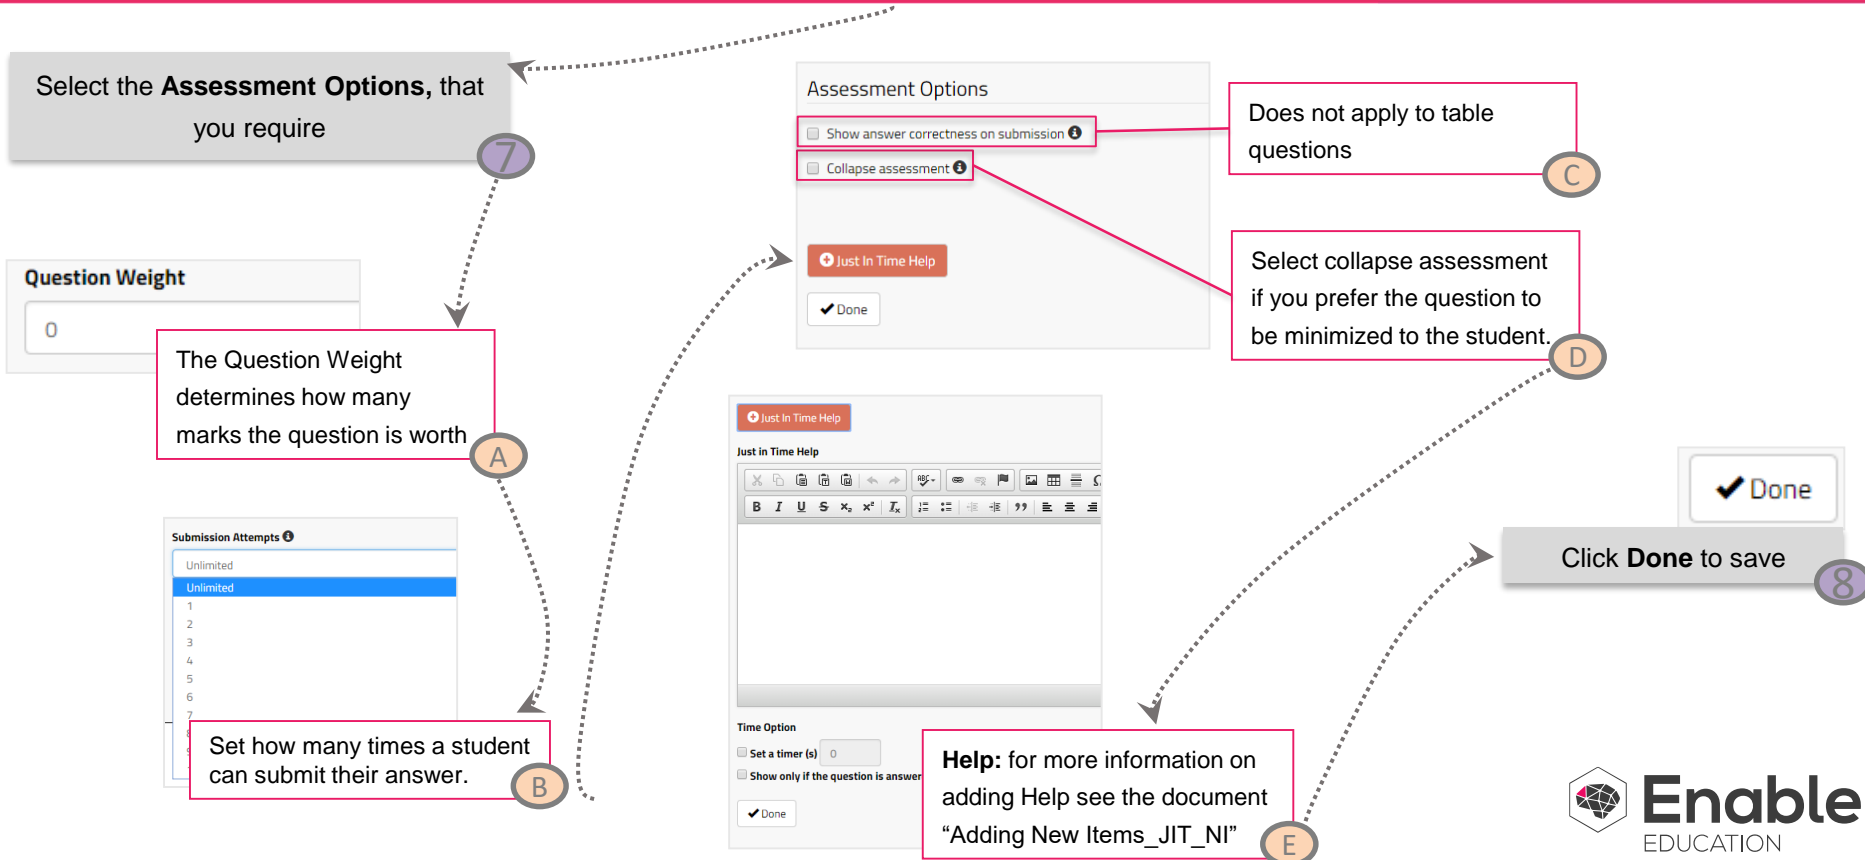 Select the Assessment Options, that
you require
7
Question Weight
0
The Question Weight
determines how many
marks the question is worth
A
Submission Attempts
Unlimited
Unlimited
1
2
3
4
5
6
7
Set how many times a student
can submit their answer.
B
Assessment Options
Show answer correctness on submission
Collapse assessment
Just In Time Help
Done
Does not apply to table
questions
C
Select collapse assessment
if you prefer the question to
be minimized to the student.
D
Just In Time Help
Just in Time Help
ABC
B I U S x₂ x² Ix
Time Option
Set a timer (s) 0
Show only if the question is answer
Done
Help: for more information on
adding Help see the document
“Adding New Items_JIT_NI”
E
Done
Click Done to save
8
Enable
EDUCATION